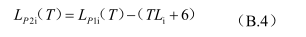 L_{P2i}(T) = L_{P1i}(T) − (TL_i + 6) (B.4)